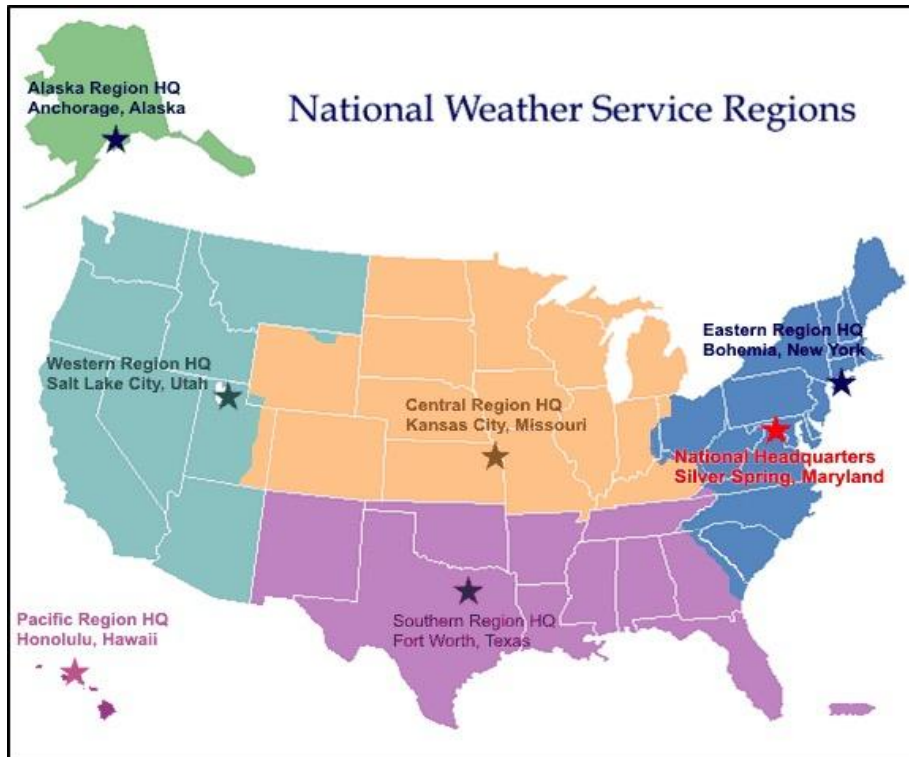 Alaska Region HQ
Anchorage, Alaska
National Weather Service Regions
Eastern Region HQ
Bohemia, New York
Western Region HQ
Salt Lake City, Utah
Central Region HQ
Kansas City, Missouri
National Headquarters
Silver Spring, Maryland
Pacific Region HQ
Honolulu, Hawaii
Southern Region HQ
Fort Worth, Texas